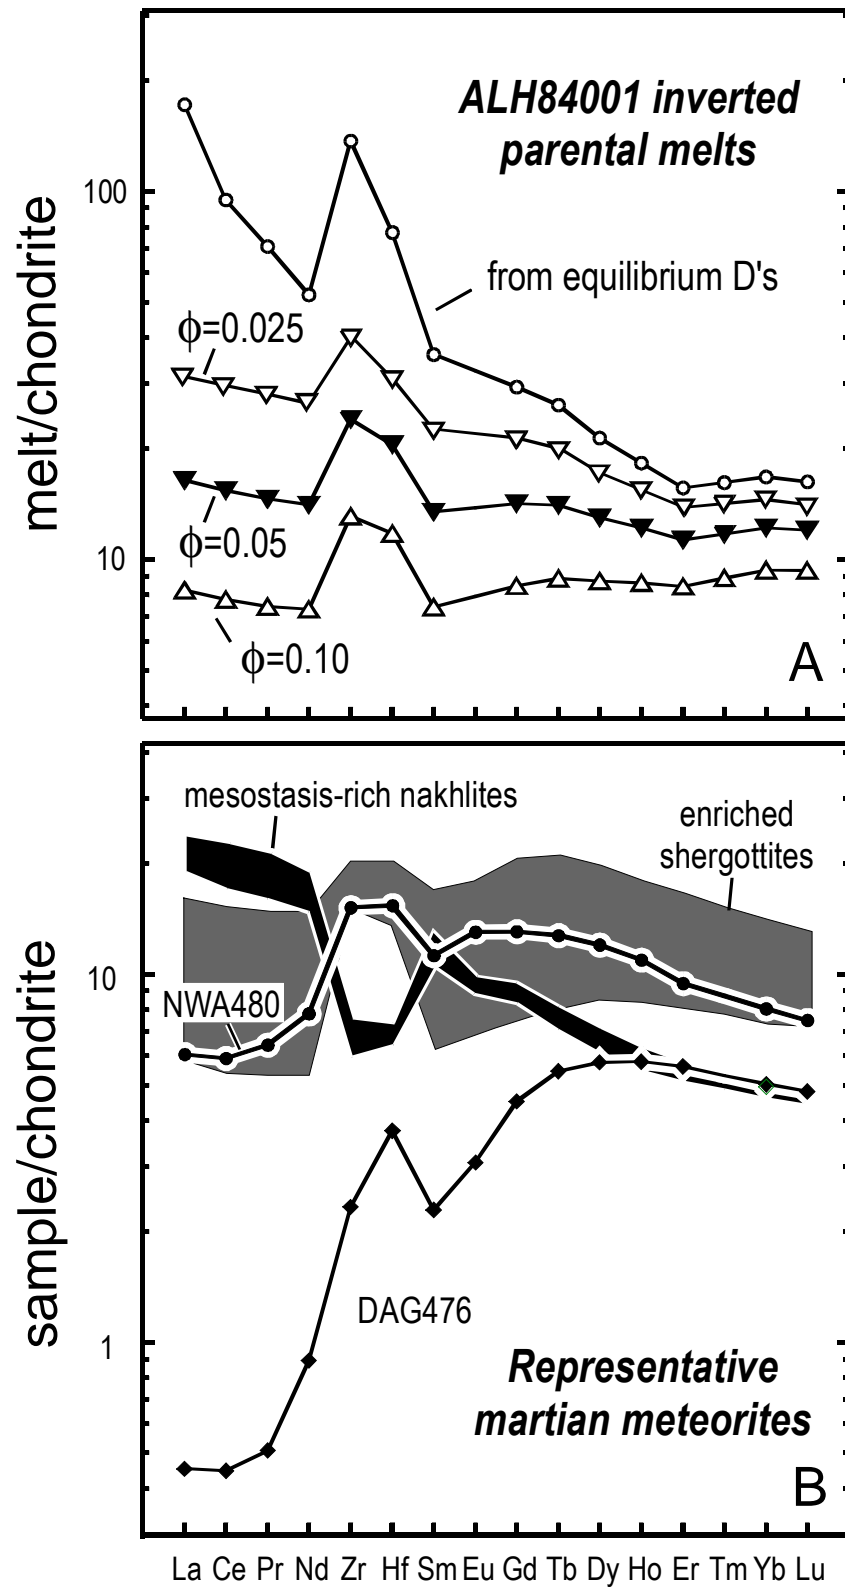 ALH84001 inverted
parental melts
100
from equilibrium D's
ϕ=0.025
melt/chondrite
ϕ=0.05
10
ϕ=0.10
A
mesostasis-rich nakhlites
enriched
shergottites
10
NWA480
sample/chondrite
DAG476
1
Representative
martian meteorites
B
La Ce Pr Nd Zr Hf Sm Eu Gd Tb Dy Ho Er Tm Yb Lu